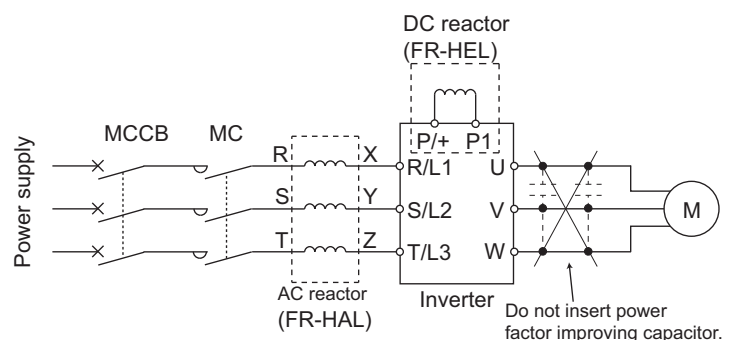 DC reactor
(FR-HEL)
MCCB
MC
P/+
P1
Power supply
R
X
R/L1
U
S
Y
S/L2
V
M
T
Z
T/L3
W
AC reactor
(FR-HAL)
Inverter
Do not insert power
factor improving capacitor.